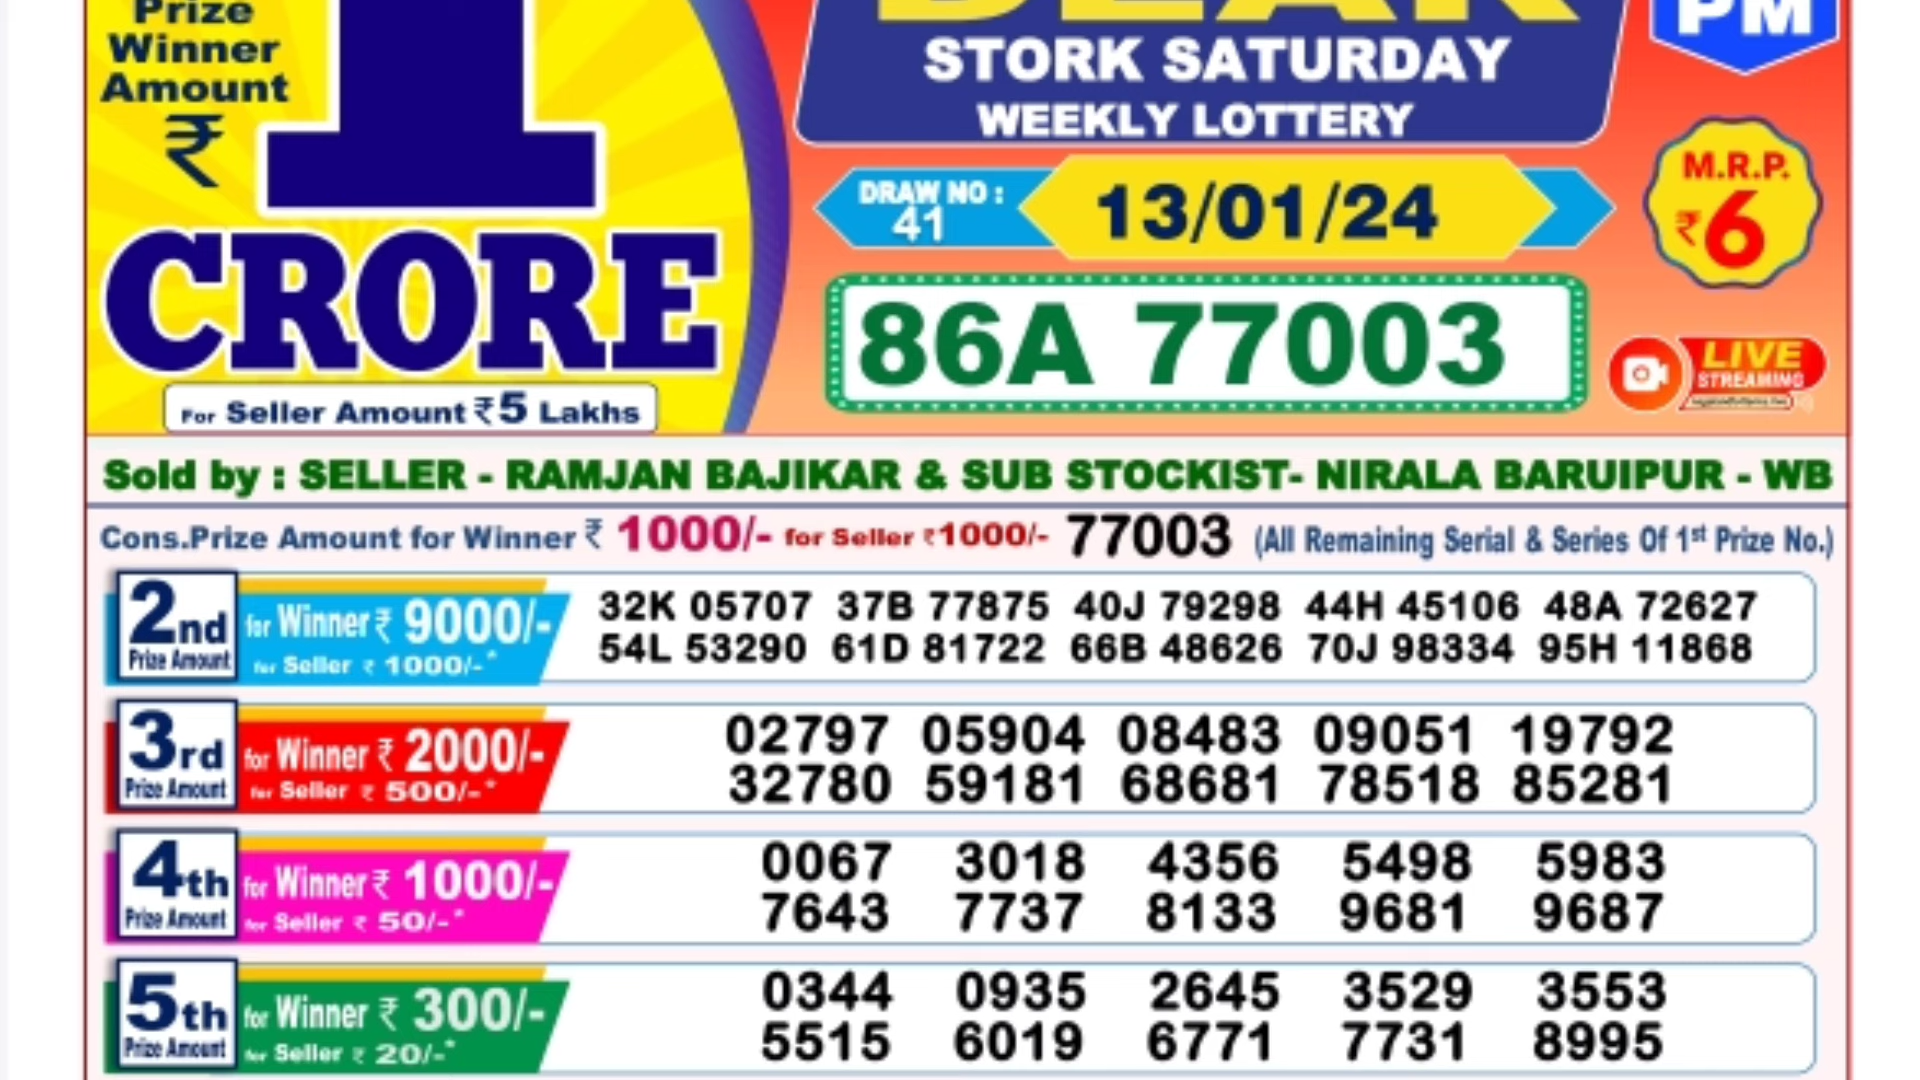 Prize
Winner
Amount
₹
1
CRORE
For Seller Amount ₹5 Lakhs
DEAR
STORK SATURDAY
WEEKLY LOTTERY
PM
DRAW NO :
41
13/01/24
M.R.P.
₹6
86A 77003
LIVE
STREAMING
Sold by : SELLER - RAMJAN BAJIKAR & SUB STOCKIST- NIRALA BARUIPUR - WB
Cons.Prize Amount for Winner ₹ 1000/- for Seller ₹1000/- 77003 (All Remaining Serial & Series Of 1st Prize No.)
2nd
Prize Amount
for Winner ₹ 9000/-
for Seller ₹ 1000/-*
32K 05707 37B 77875 40J 79298 44H 45106 48A 72627
54L 53290 61D 81722 66B 48626 70J 98334 95H 11868
3rd
Prize Amount
for Winner ₹ 2000/-
for Seller ₹ 500/-*
02797 05904 08483 09051 19792
32780 59181 68681 78518 85281
4th
Prize Amount
for Winner ₹ 1000/-
for Seller ₹ 50/-*
0067 3018 4356 5498 5983
7643 7737 8133 9681 9687
5th
Prize Amount
for Winner ₹ 300/-
for Seller ₹ 20/-*
0344 0935 2645 3529 3553
5515 6019 6771 7731 8995